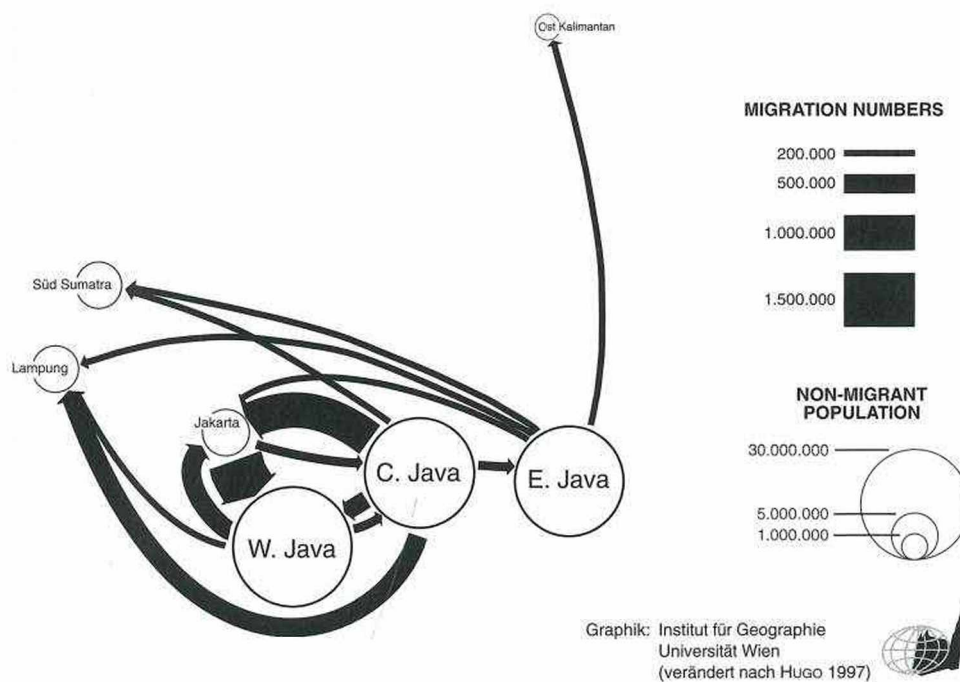 Ost Kalimantan
MIGRATION NUMBERS
200.000
500.000
1.000.000
1.500.000
Süd Sumatra
Lampung
Jakarta
C. Java
E. Java
W. Java
NON-MIGRANT
POPULATION
30.000.000
5.000.000
1.000.000
Graphik: Institut für Geographie
Universität Wien
(verändert nach HUGO 1997)